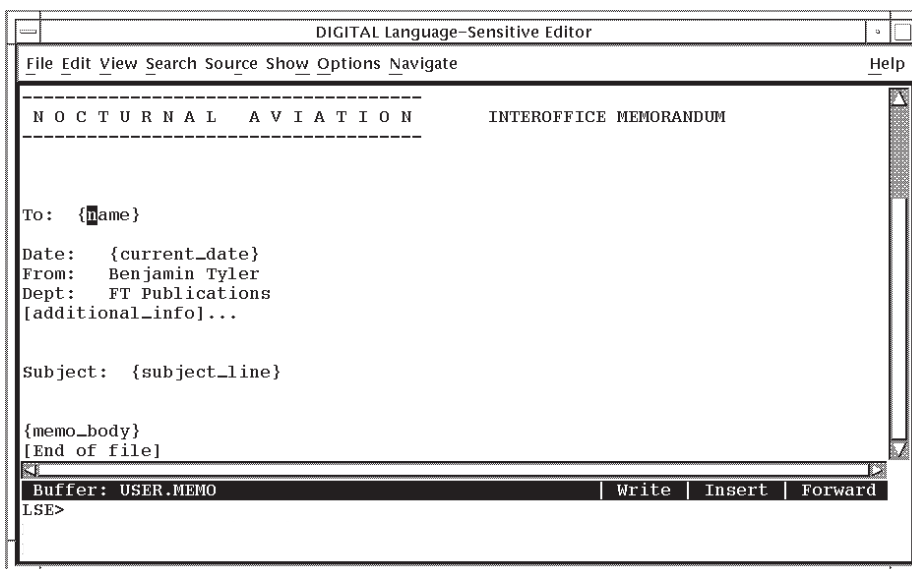 DIGITAL Language-Sensitive Editor
File Edit View Search Source Show Options Navigate Help
----------------------------------------
N O C T U R N A L   A V I A T I O N   INTEROFFICE MEMORANDUM
----------------------------------------
To: {name}
Date: {current_date}
From: Benjamin Tyler
Dept: FT Publications
[additional_info]...
Subject: {subject_line}
{memo_body}
[End of file]
Buffer: USER.MEMO | Write | Insert | Forward
LSE>